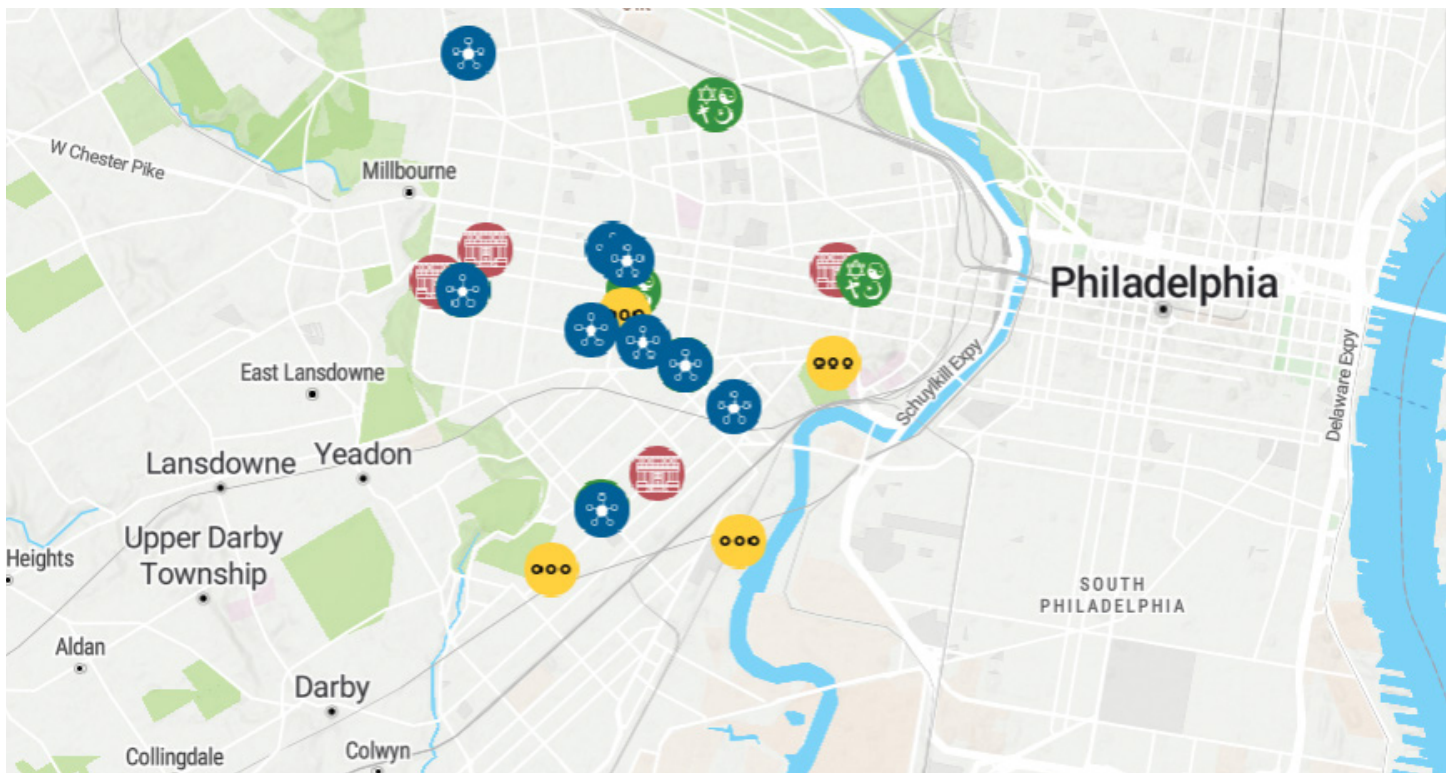 W Chester Pike
Millbourne
Philadelphia
East Lansdowne
Schuylkill Expy
Delaware Expy
Lansdowne
Yeadon
Upper Darby
Township
Heights
SOUTH
PHILADELPHIA
Aldan
Darby
Colwyn
Collingdale